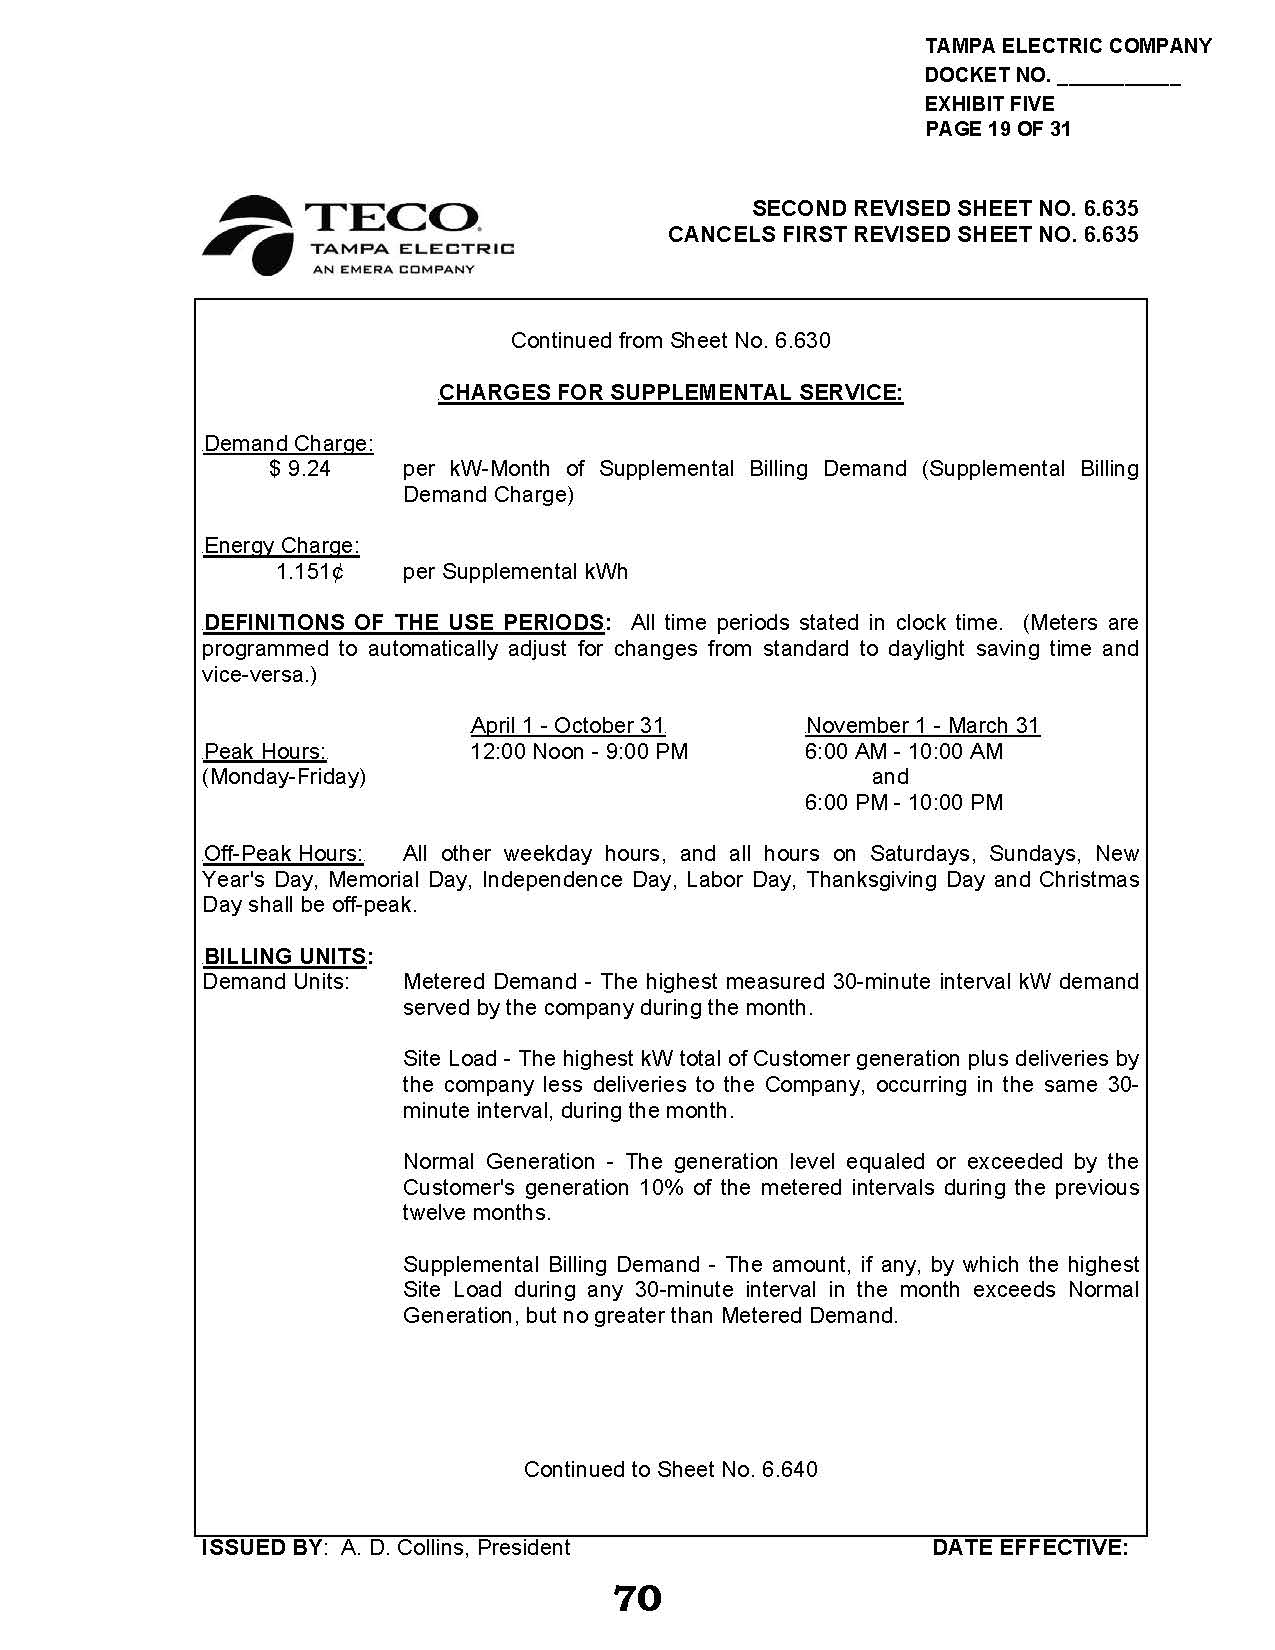 TAMPA ELECTRIC COMPANY
DOCKET NO. ___________
EXHIBIT FIVE
PAGE 19 OF 31
TECO.
TAMPA ELECTRIC
AN EMERA COMPANY
SECOND REVISED SHEET NO. 6.635
CANCELS FIRST REVISED SHEET NO. 6.635
Continued from Sheet No. 6.630
CHARGES FOR SUPPLEMENTAL SERVICE:
Demand Charge:
$ 9.24 per kW-Month of Supplemental Billing Demand (Supplemental Billing
Demand Charge)
Energy Charge:
1.151¢ per Supplemental kWh
DEFINITIONS OF THE USE PERIODS: All time periods stated in clock time. (Meters are
programmed to automatically adjust for changes from standard to daylight saving time and
vice-versa.)
April 1 - October 31 November 1 - March 31
Peak Hours: 12:00 Noon - 9:00 PM 6:00 AM - 10:00 AM
(Monday-Friday) and
6:00 PM - 10:00 PM
Off-Peak Hours: All other weekday hours, and all hours on Saturdays, Sundays, New
Year's Day, Memorial Day, Independence Day, Labor Day, Thanksgiving Day and Christmas
Day shall be off-peak.
BILLING UNITS:
Demand Units: Metered Demand - The highest measured 30-minute interval kW demand
served by the company during the month.
Site Load - The highest kW total of Customer generation plus deliveries by
the company less deliveries to the Company, occurring in the same 30-
minute interval, during the month.
Normal Generation - The generation level equaled or exceeded by the
Customer's generation 10% of the metered intervals during the previous
twelve months.
Supplemental Billing Demand - The amount, if any, by which the highest
Site Load during any 30-minute interval in the month exceeds Normal
Generation, but no greater than Metered Demand.
Continued to Sheet No. 6.640
ISSUED BY: A. D. Collins, President DATE EFFECTIVE:
70